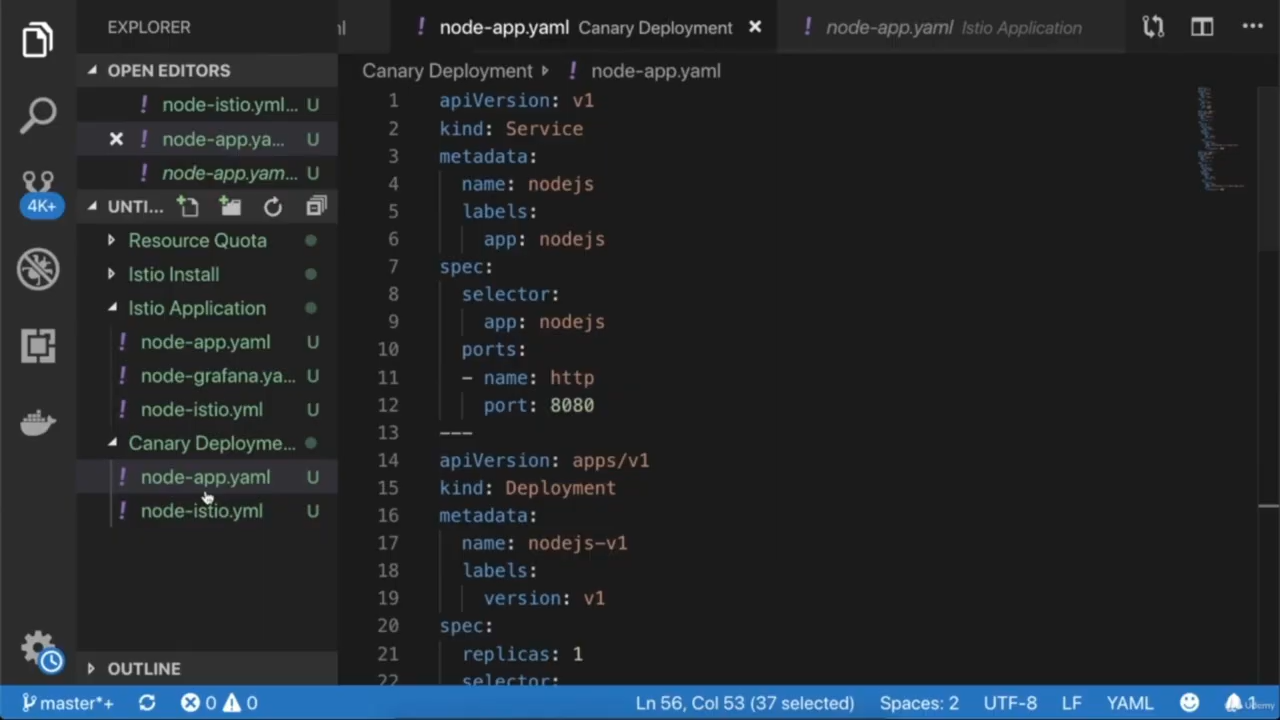 EXPLORER
ml
! node-app.yaml Canary Deployment ×
! node-app.yaml Istio Application
OPEN EDITORS
! node-istio.yml... U
× ! node-app.ya... U
! node-app.yam... U
4K+
UNTI...
Resource Quota
Istio Install
Istio Application
! node-app.yaml U
! node-grafana.ya... U
! node-istio.yml U
Canary Deployme...
! node-app.yaml U
! node-istio.yml U
OUTLINE
Canary Deployment ! node-app.yaml
1 apiVersion: v1
2 kind: Service
3 metadata:
4 name: nodejs
5 labels:
6 app: nodejs
7 spec:
8 selector:
9 app: nodejs
10 ports:
11 - name: http
12 port: 8080
13 ---
14 apiVersion: apps/v1
15 kind: Deployment
16 metadata:
17 name: nodejs-v1
18 labels:
19 version: v1
20 spec:
21 replicas: 1
22 selector:
master*+ 0 0 Ln 56, Col 53 (37 selected) Spaces: 2 UTF-8 LF YAML 1
Udemy